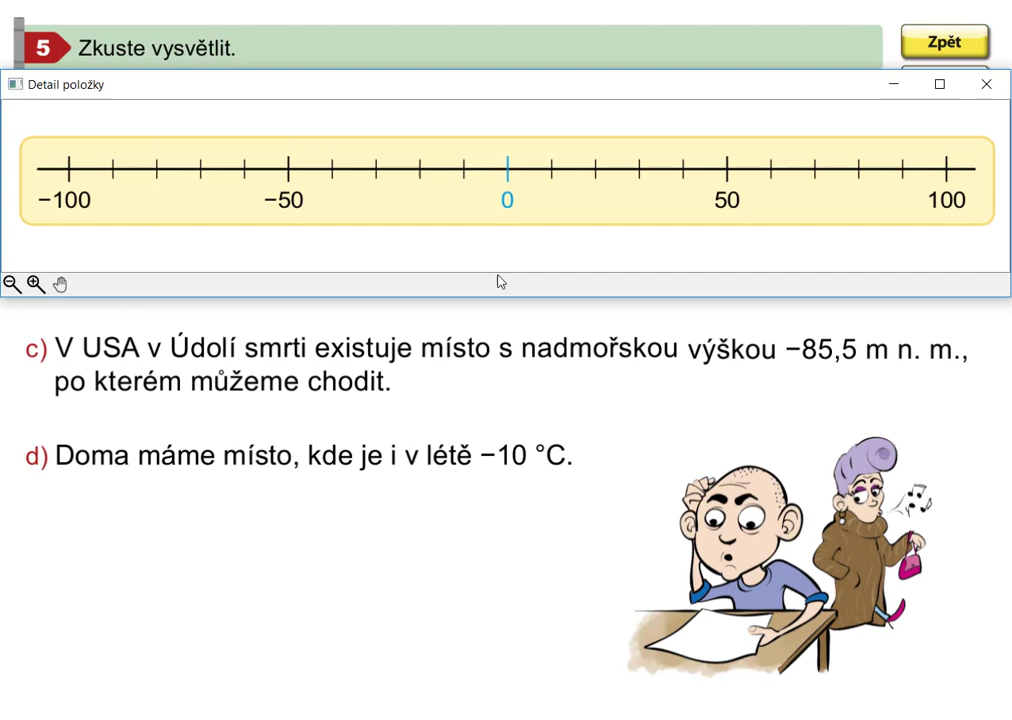 5 Zkuste vysvětlit.
Zpět
Detail položky
−100 −50 0 50 100
c) V USA v Údolí smrti existuje místo s nadmořskou výškou −85,5 m n. m.,
po kterém můžeme chodit.
d) Doma máme místo, kde je i v létě −10 °C.